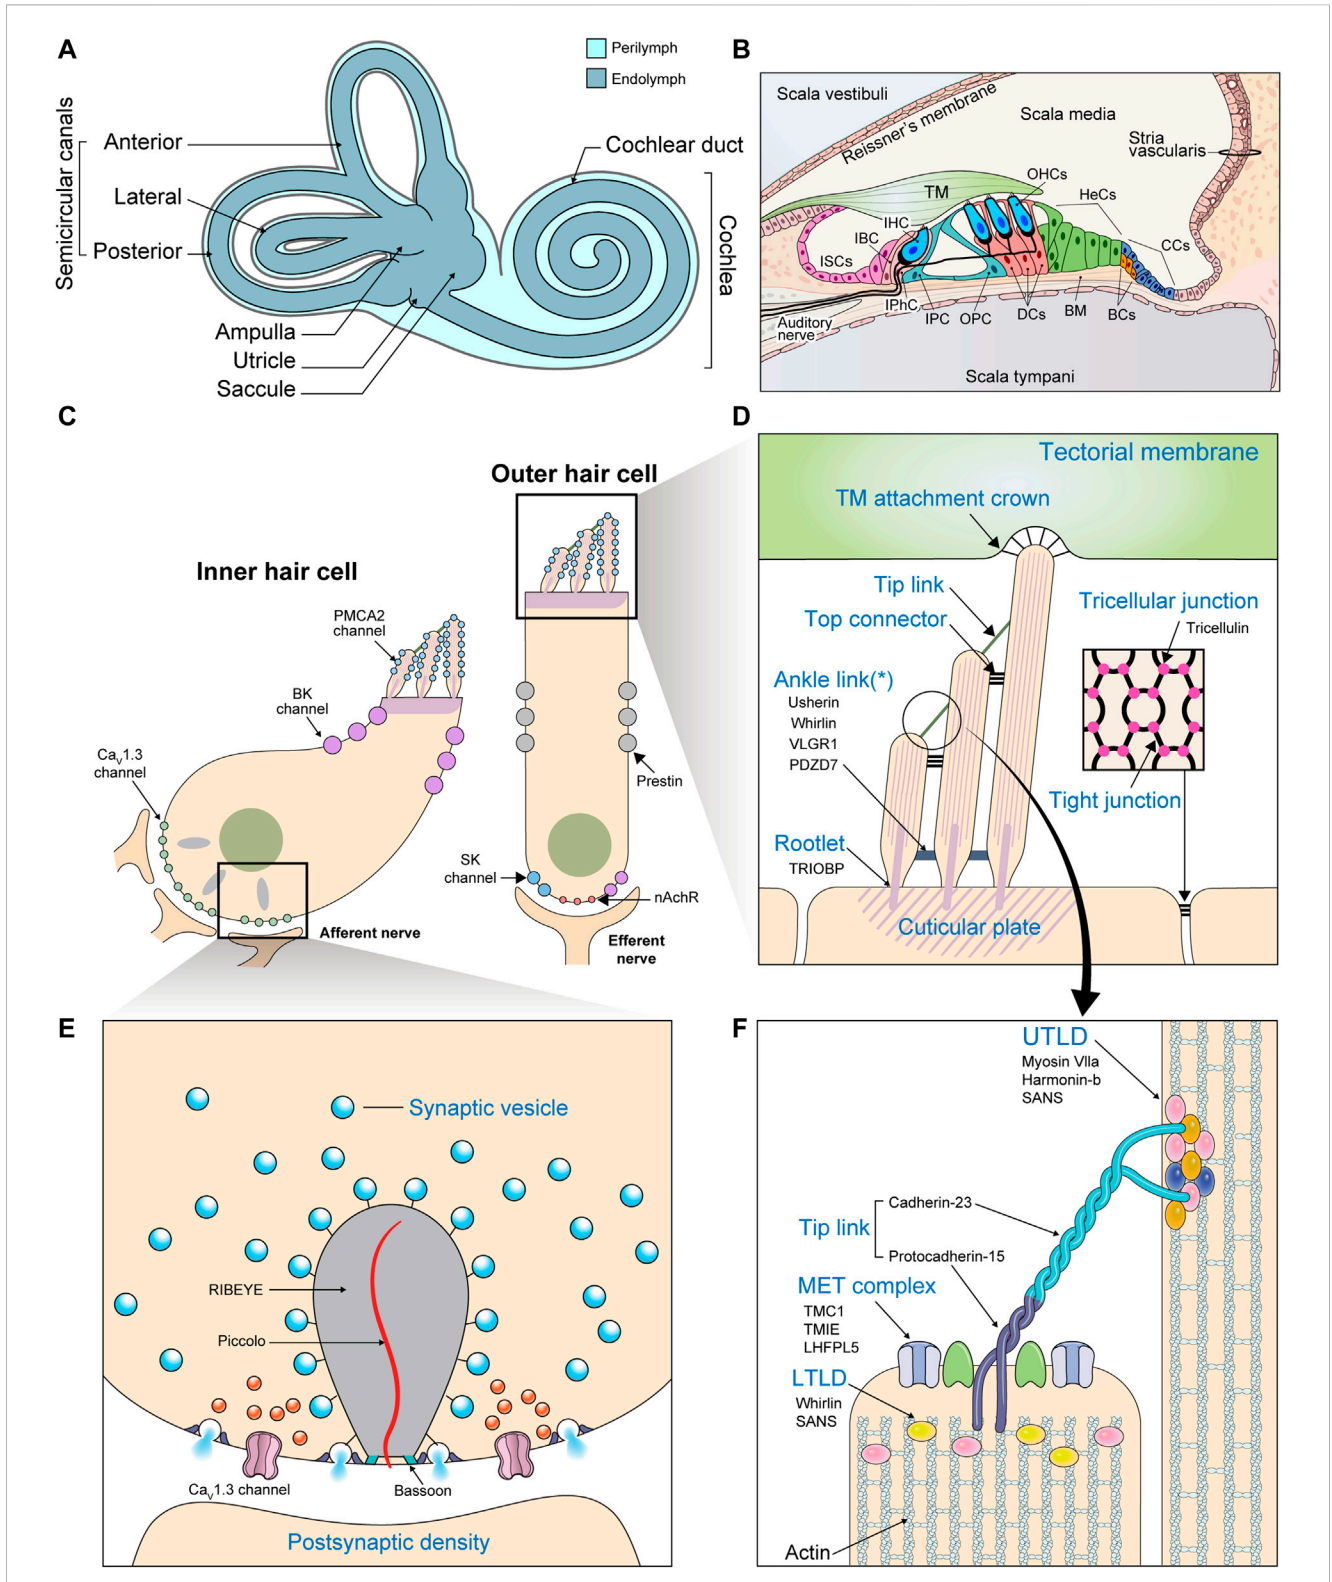 A
Perilymph
Endolymph
Semicircular canals
Anterior
Lateral
Posterior
Ampulla
Utricle
Saccule
Cochlear duct
Cochlea
B
Scala vestibuli
Reissner's membrane
Scala media
Stria
vascularis
OHCs
TM
HeCs
IHC
IBC
CCs
ISCs
IPhC
IPC
OPC
DCs
BM
BCs
Auditory
nerve
Scala tympani
C
Outer hair cell
Inner hair cell
PMCA2
channel
BK
channel
CaV1.3
channel
Prestin
SK
channel
nAchR
Afferent nerve
Efferent
nerve
D
Tectorial membrane
TM attachment crown
Tip link
Top connector
Tricellular junction
Tricellulin
Ankle link(*)
Usherin
Whirlin
VLGR1
PDZD7
Tight junction
Rootlet
TRIOBP
Cuticular plate
E
Synaptic vesicle
RIBEYE
Piccolo
CaV1.3 channel
Bassoon
Postsynaptic density
F
UTLD
Myosin VIIa
Harmonin-b
SANS
Tip link
Cadherin-23
Protocadherin-15
MET complex
TMC1
TMIE
LHFPL5
LTLD
Whirlin
SANS
Actin